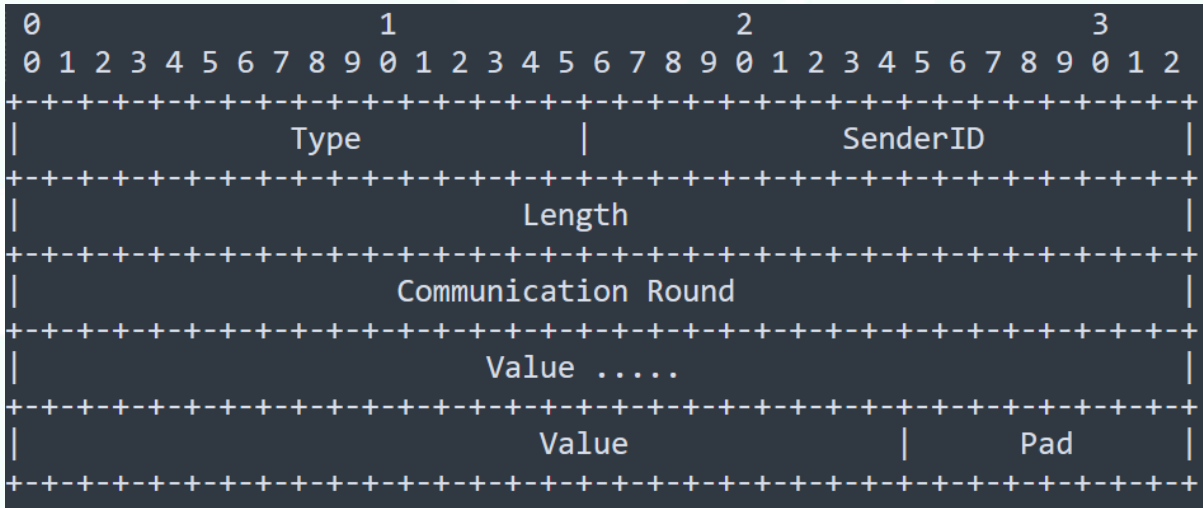 0                   1                   2                   3
0 1 2 3 4 5 6 7 8 9 0 1 2 3 4 5 6 7 8 9 0 1 2 3 4 5 6 7 8 9 0 1 2
+-+-+-+-+-+-+-+-+-+-+-+-+-+-+-+-+-+-+-+-+-+-+-+-+-+-+-+-+-+-+-+-+-+
|               Type            |              SenderID           |
+-+-+-+-+-+-+-+-+-+-+-+-+-+-+-+-+-+-+-+-+-+-+-+-+-+-+-+-+-+-+-+-+-+
|                            Length                               |
+-+-+-+-+-+-+-+-+-+-+-+-+-+-+-+-+-+-+-+-+-+-+-+-+-+-+-+-+-+-+-+-+-+
|                     Communication Round                         |
+-+-+-+-+-+-+-+-+-+-+-+-+-+-+-+-+-+-+-+-+-+-+-+-+-+-+-+-+-+-+-+-+-+
|                          Value .....                            |
+-+-+-+-+-+-+-+-+-+-+-+-+-+-+-+-+-+-+-+-+-+-+-+-+-+-+-+-+-+-+-+-+-+
|                             Value               |      Pad      |
+-+-+-+-+-+-+-+-+-+-+-+-+-+-+-+-+-+-+-+-+-+-+-+-+-+-+-+-+-+-+-+-+-+